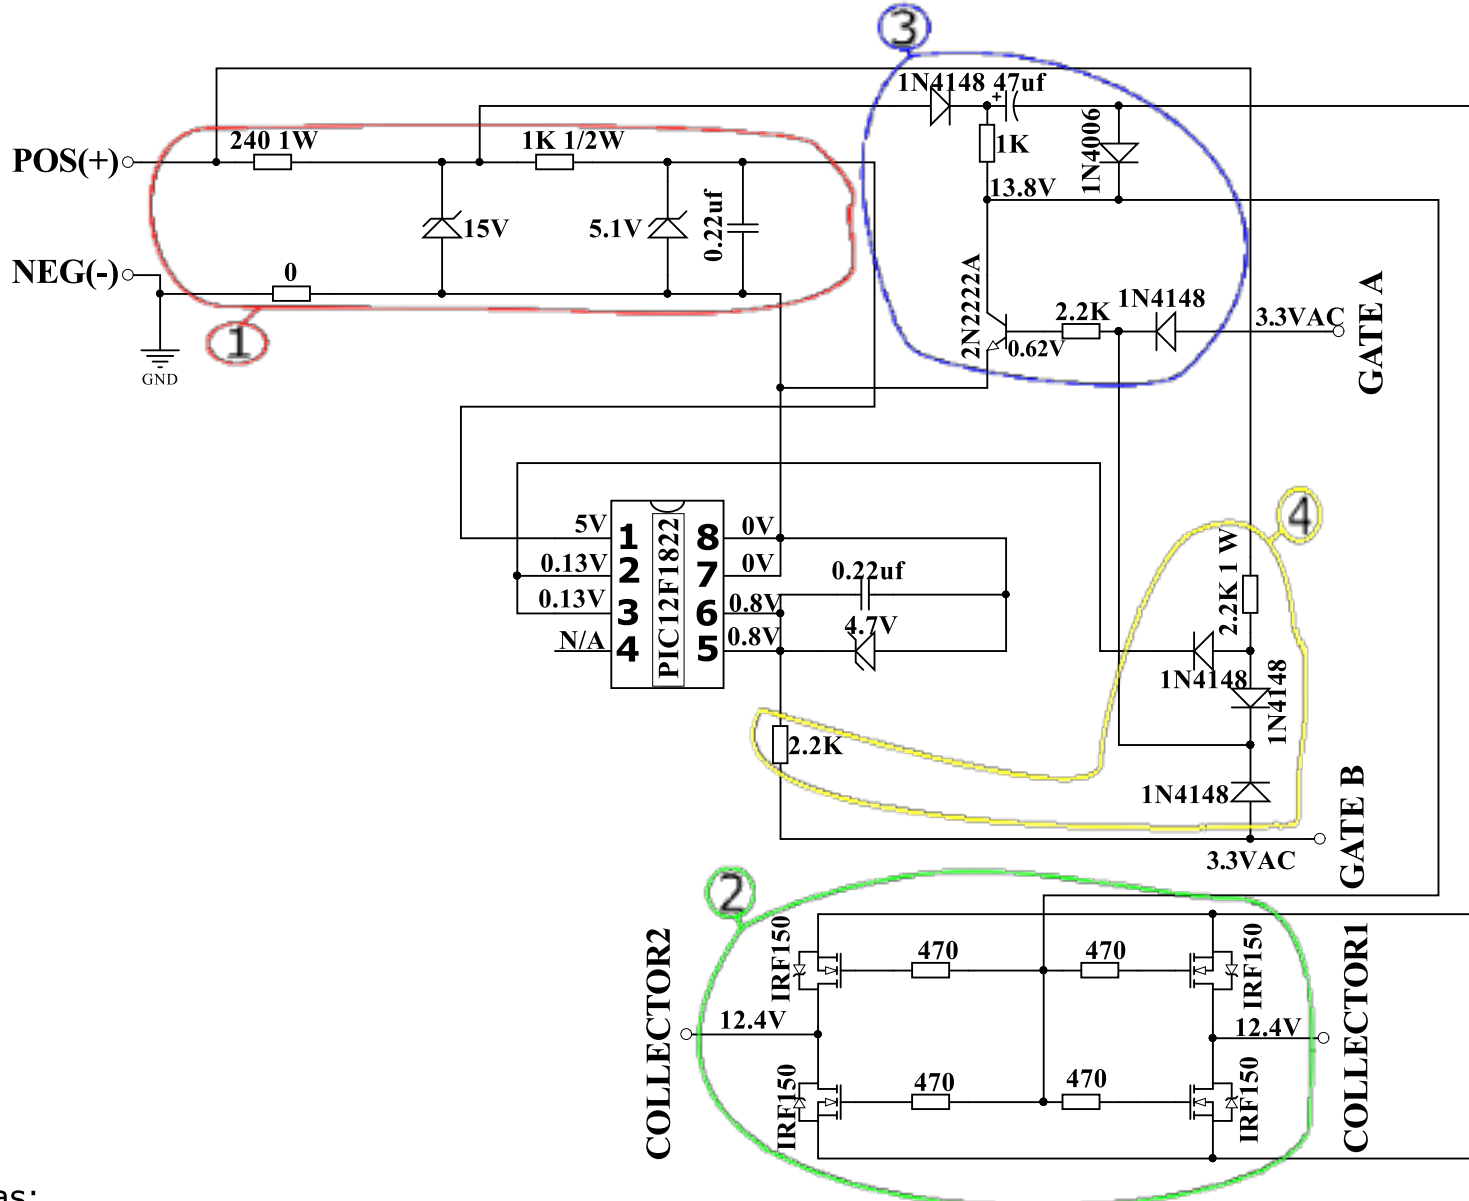 3
1N4148 47uf
+
240 1W
1K 1/2W
1K
1N4006
POS(+)
13.8V
15V
5.1V
0.22uf
NEG(-)
0
2N2222A
2.2K
1N4148
3.3VAC
GATE A
0.62V
1
GND
4
5V
1
8
0V
0.13V
2
7
0V
0.13V
3
6
0.8V
N/A
4
5
0.8V
PIC12F1822
0.22uf
4.7V
2.2K 1 W
1N4148
1N4148
2.2K
1N4148
GATE B
3.3VAC
2
COLLECTOR2
IRF150
470
470
IRF150
COLLECTOR1
12.4V
12.4V
IRF150
470
470
IRF150
as: